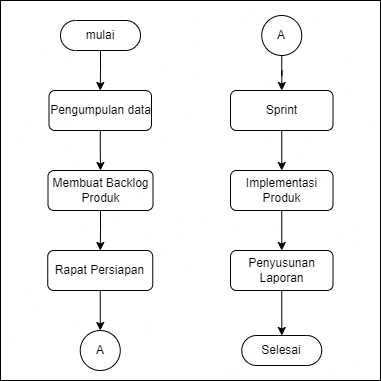 mulai
Pengumpulan data
Membuat Backlog
Produk
Rapat Persiapan
A
A
Sprint
Implementasi
Produk
Penyusunan
Laporan
Selesai